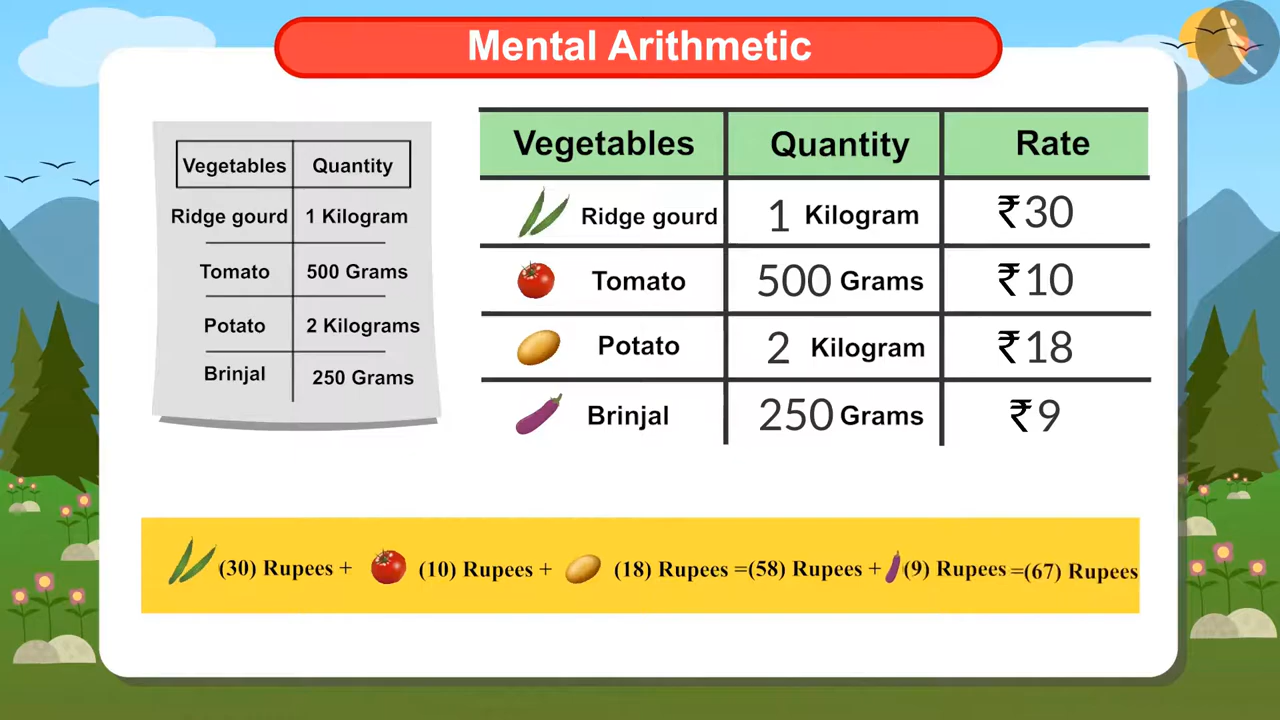 Mental Arithmetic
Vegetables Quantity
Ridge gourd 1 Kilogram
Tomato 500 Grams
Potato 2 Kilograms
Brinjal 250 Grams
Vegetables Quantity Rate
Ridge gourd 1 Kilogram ₹30
Tomato 500 Grams ₹10
Potato 2 Kilogram ₹18
Brinjal 250 Grams ₹9
(30) Rupees + (10) Rupees + (18) Rupees =(58) Rupees + (9) Rupees =(67) Rupees